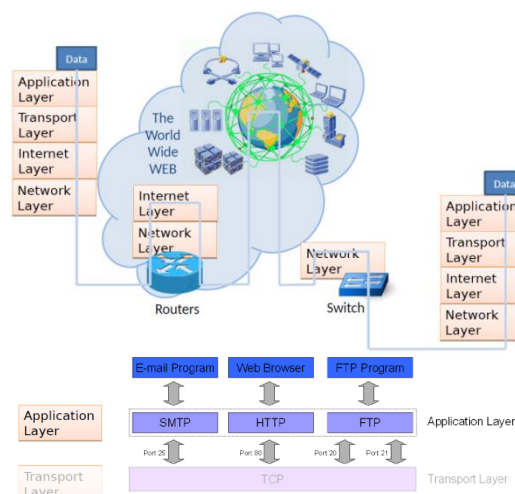 Data
Application
Layer
Transport
Layer
Internet
Layer
Network
Layer
The
World
Wide
WEB
Internet
Layer
Network
Layer
Routers
Network
Layer
Switch
Data
Application
Layer
Transport
Layer
Internet
Layer
Network
Layer
E-mail Program
Web Browser
FTP Program
Application
Layer
SMTP
HTTP
FTP
Application Layer
Port 25
Port 80
Port 20
Port 21
Transport
Layer
TCP
Transport Layer